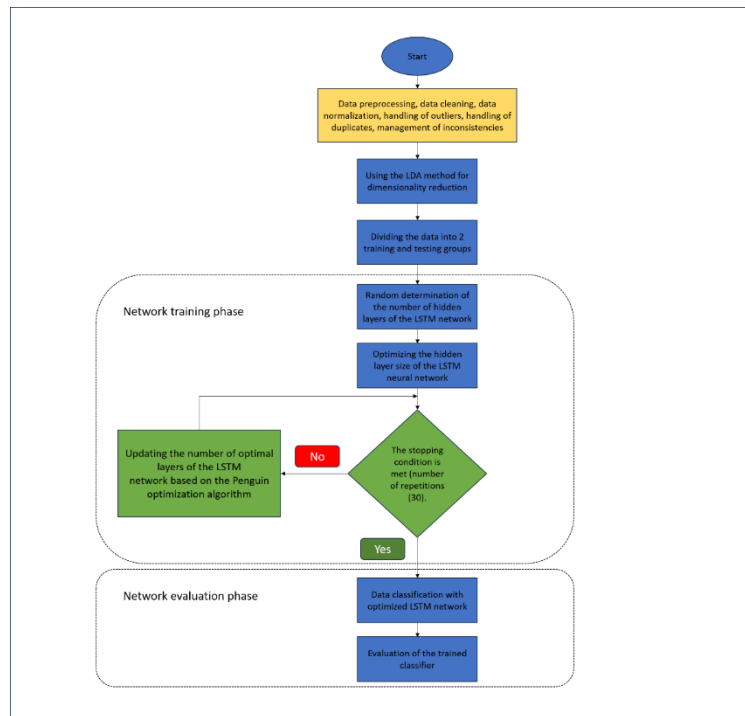 Start
Data preprocessing, data cleaning, data
normalization, handling of outliers, handling of
duplicates, management of inconsistencies
Using the LDA method for
dimensionality reduction
Dividing the data into 2
training and testing groups
Network training phase
Random determination of
the number of hidden
layers of the LSTM network
Optimizing the hidden
layer size of the LSTM
neural network
The stopping
condition is
met (number
of repetitions
(30).
No
Updating the number of optimal
layers of the LSTM
network based on the Penguin
optimization algorithm
Yes
Network evaluation phase
Data classification with
optimized LSTM network
Evaluation of the trained
classifier